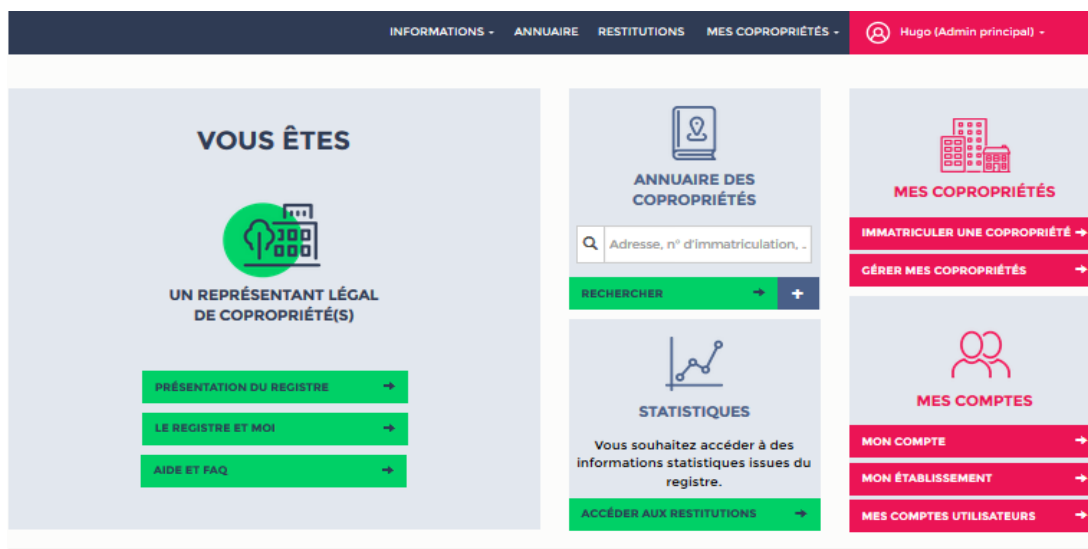 INFORMATIONS - ANNUAIRE RESTITUTIONS MES COPROPRIÉTÉS - Hugo (Admin principal) -
VOUS ÊTES
UN REPRÉSENTANT LÉGAL
DE COPROPRIÉTÉ(S)
PRÉSENTATION DU REGISTRE
LE REGISTRE ET MOI
AIDE ET FAQ
ANNUAIRE DES
COPROPRIÉTÉS
Adresse, n° d'immatriculation, .
RECHERCHER +
STATISTIQUES
Vous souhaitez accéder à des
informations statistiques issues du
registre.
ACCÉDER AUX RESTITUTIONS
MES COPROPRIÉTÉS
IMMATRICULER UNE COPROPRIÉTÉ
GÉRER MES COPROPRIÉTÉS
MES COMPTES
MON COMPTE
MON ÉTABLISSEMENT
MES COMPTES UTILISATEURS